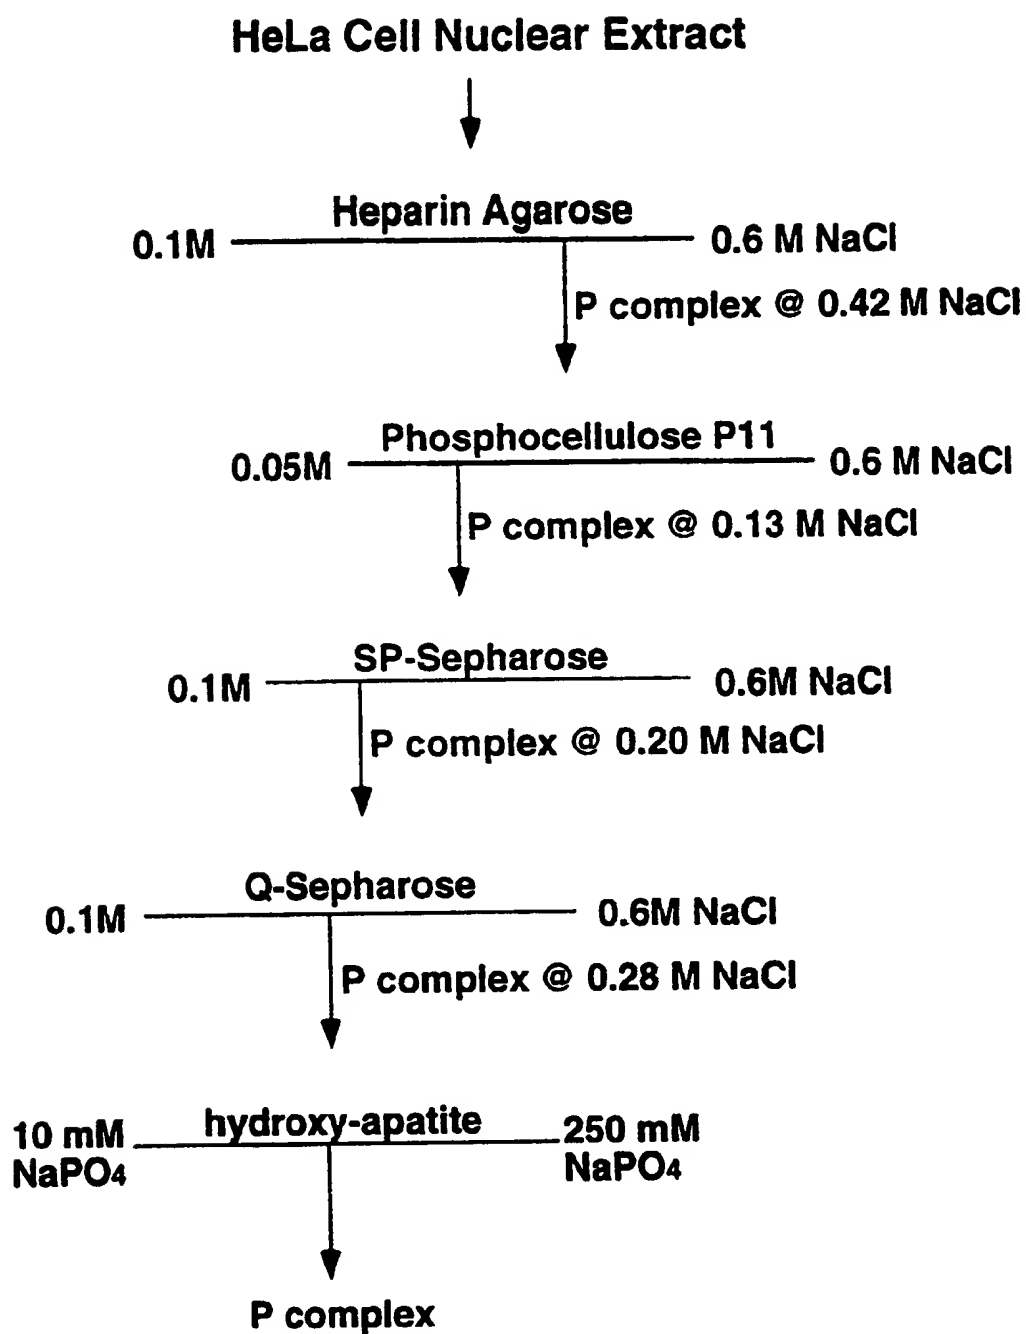 HeLa Cell Nuclear Extract
Heparin Agarose
0.1M
0.6 M NaCl
P complex @ 0.42 M NaCl
Phosphocellulose P11
0.05M
0.6 M NaCl
P complex @ 0.13 M NaCl
SP-Sepharose
0.1M
0.6M NaCl
P complex @ 0.20 M NaCl
Q-Sepharose
0.1M
0.6M NaCl
P complex @ 0.28 M NaCl
hydroxy-apatite
10 mM
NaPO4
250 mM
NaPO4
P complex